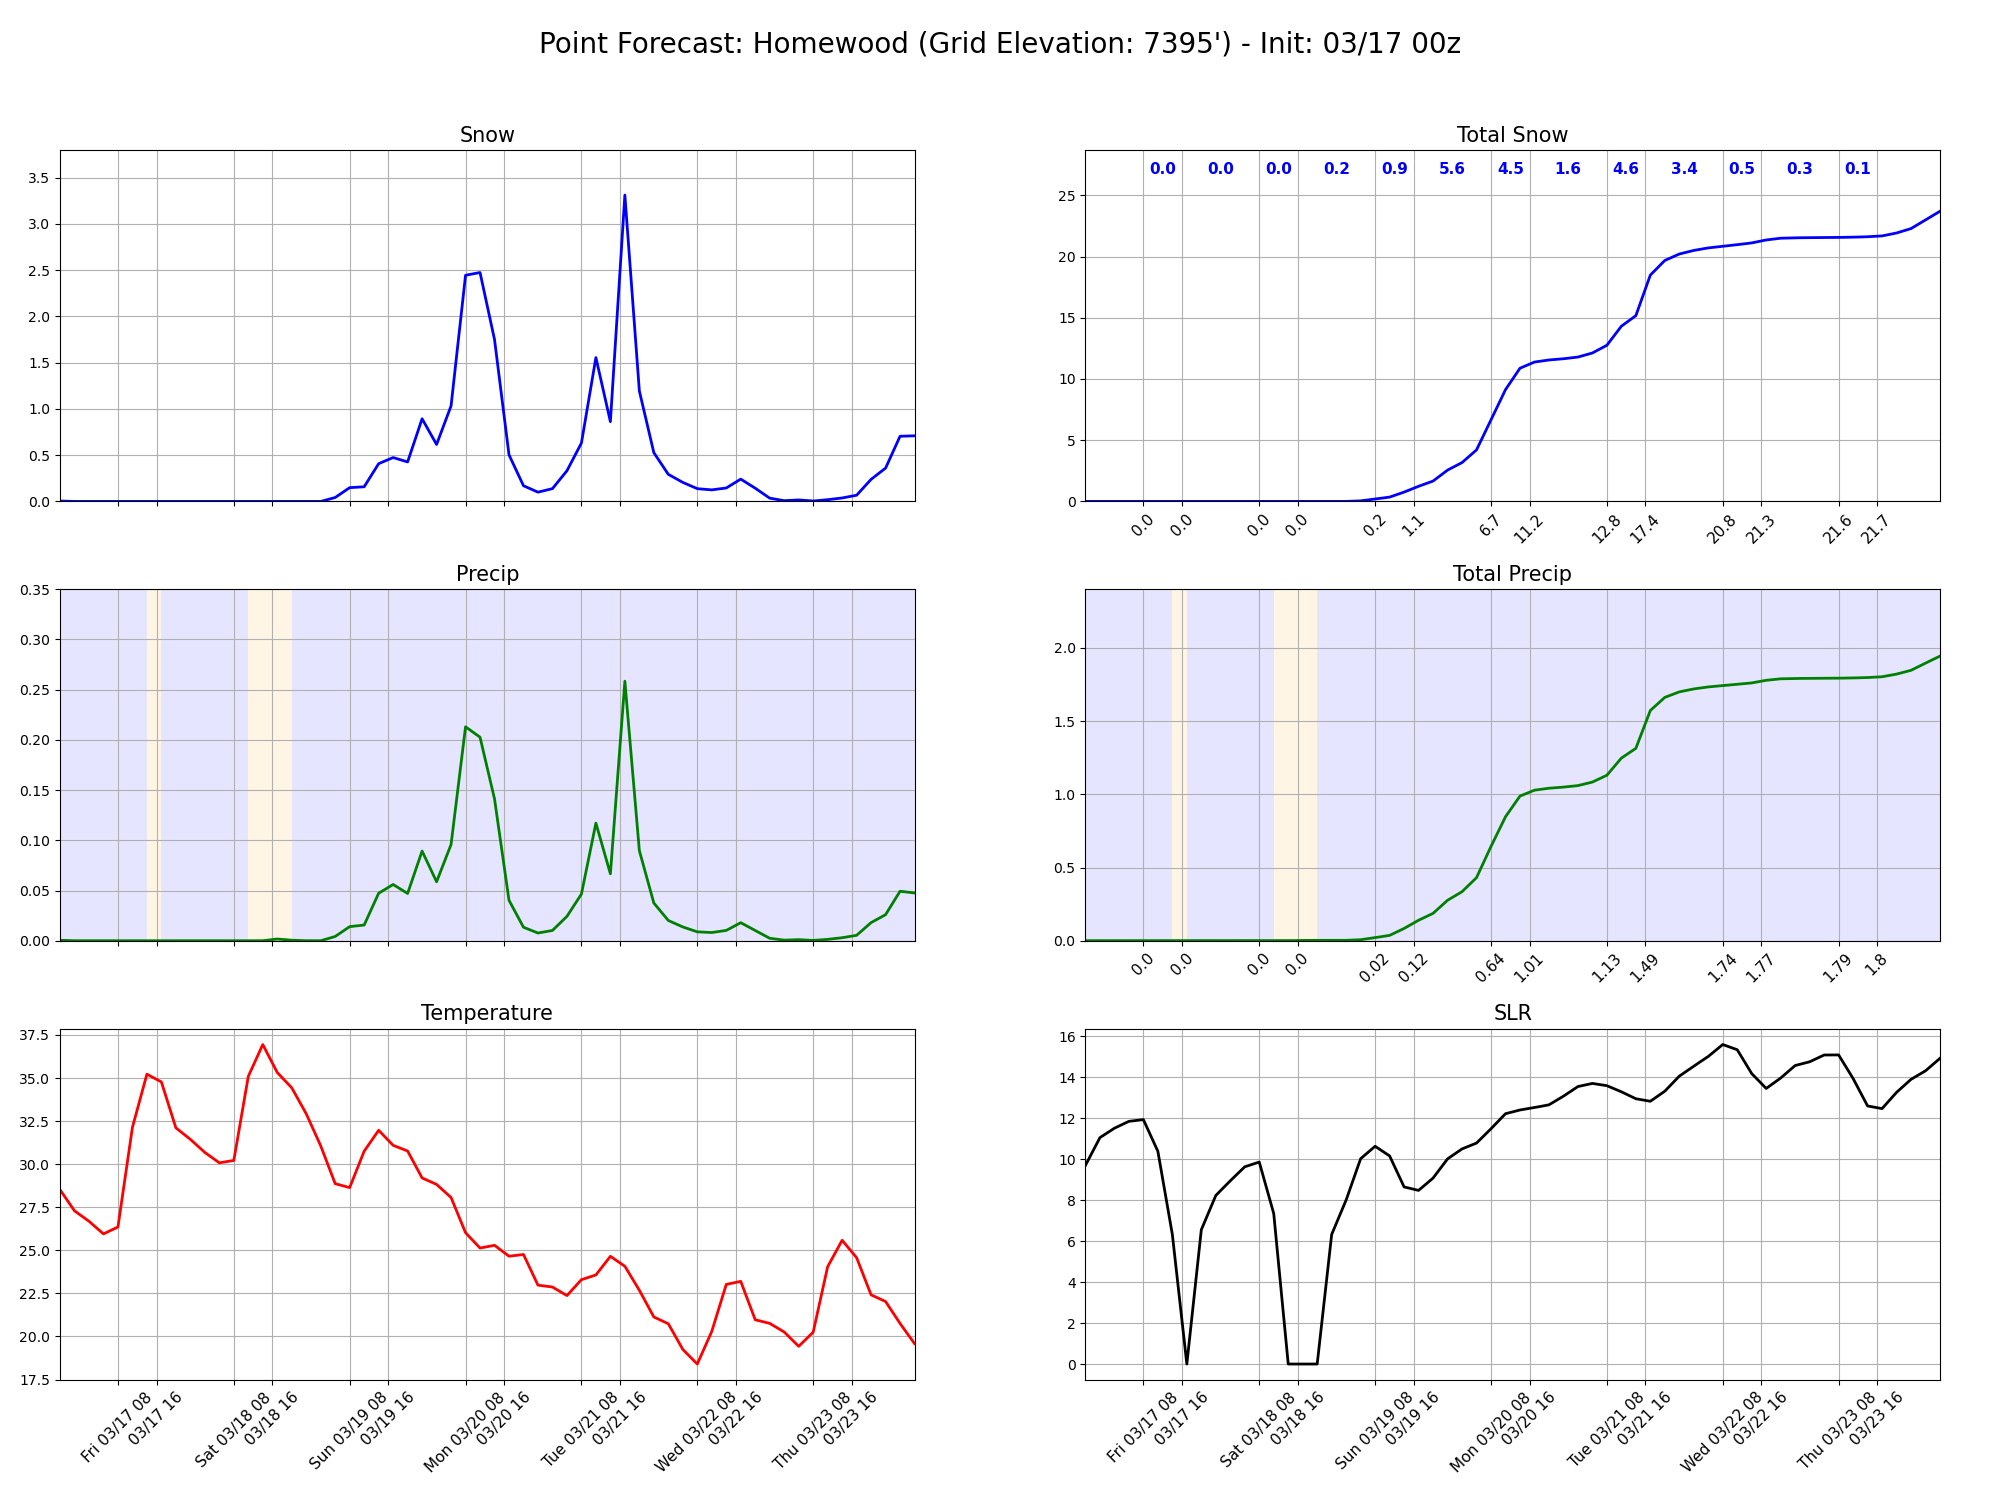 Point Forecast: Homewood (Grid Elevation: 7395') - Init: 03/17 00z
Snow
3.5
3.0
2.5
2.0
1.5
1.0
0.5
0.0
Total Snow
0.0 0.0 0.0 0.2 0.9 5.6 4.5 1.6 4.6 3.4 0.5 0.3 0.1
25
20
15
10
5
0
0.0 0.0 0.0 0.0 0.2 1.1 6.7 11.2 12.8 17.4 20.8 21.3 21.6 21.7
Precip
0.35
0.30
0.25
0.20
0.15
0.10
0.05
0.00
Total Precip
2.0
1.5
1.0
0.5
0.0
0.0 0.0 0.0 0.0 0.02 0.12 0.64 1.01 1.13 1.49 1.74 1.77 1.79 1.8
Temperature
37.5
35.0
32.5
30.0
27.5
25.0
22.5
20.0
17.5
Fri 03/17 08
03/17 16
Sat 03/18 08
03/18 16
Sun 03/19 08
03/19 16
Mon 03/20 08
03/20 16
Tue 03/21 08
03/21 16
Wed 03/22 08
03/22 16
Thu 03/23 08
03/23 16
SLR
16
14
12
10
8
6
4
2
0
Fri 03/17 08
03/17 16
Sat 03/18 08
03/18 16
Sun 03/19 08
03/19 16
Mon 03/20 08
03/20 16
Tue 03/21 08
03/21 16
Wed 03/22 08
03/22 16
Thu 03/23 08
03/23 16